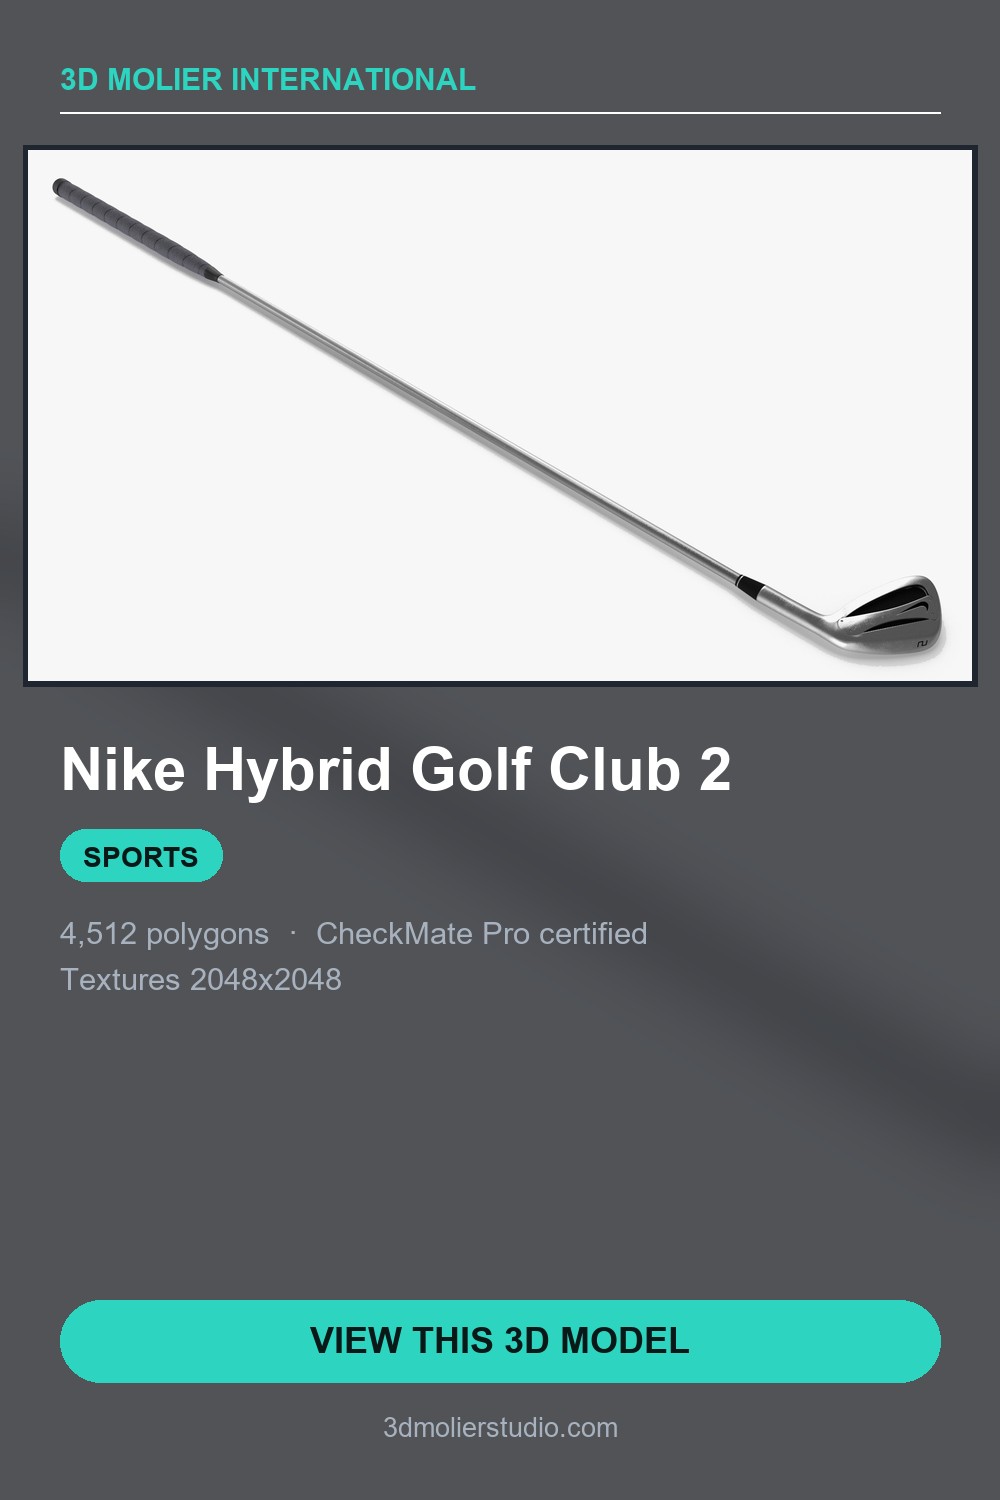 3D MOLIER INTERNATIONAL
2
Nike Hybrid Golf Club 2
SPORTS
4,512 polygons · CheckMate Pro certified
Textures 2048x2048
VIEW THIS 3D MODEL
3dmolierstudio.com